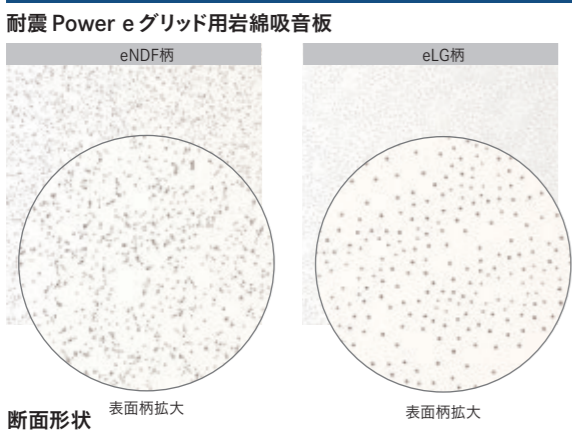 耐震 Power e グリッド用岩綿吸音板
eNDF柄
eLG柄
表面柄拡大
表面柄拡大
断面形状